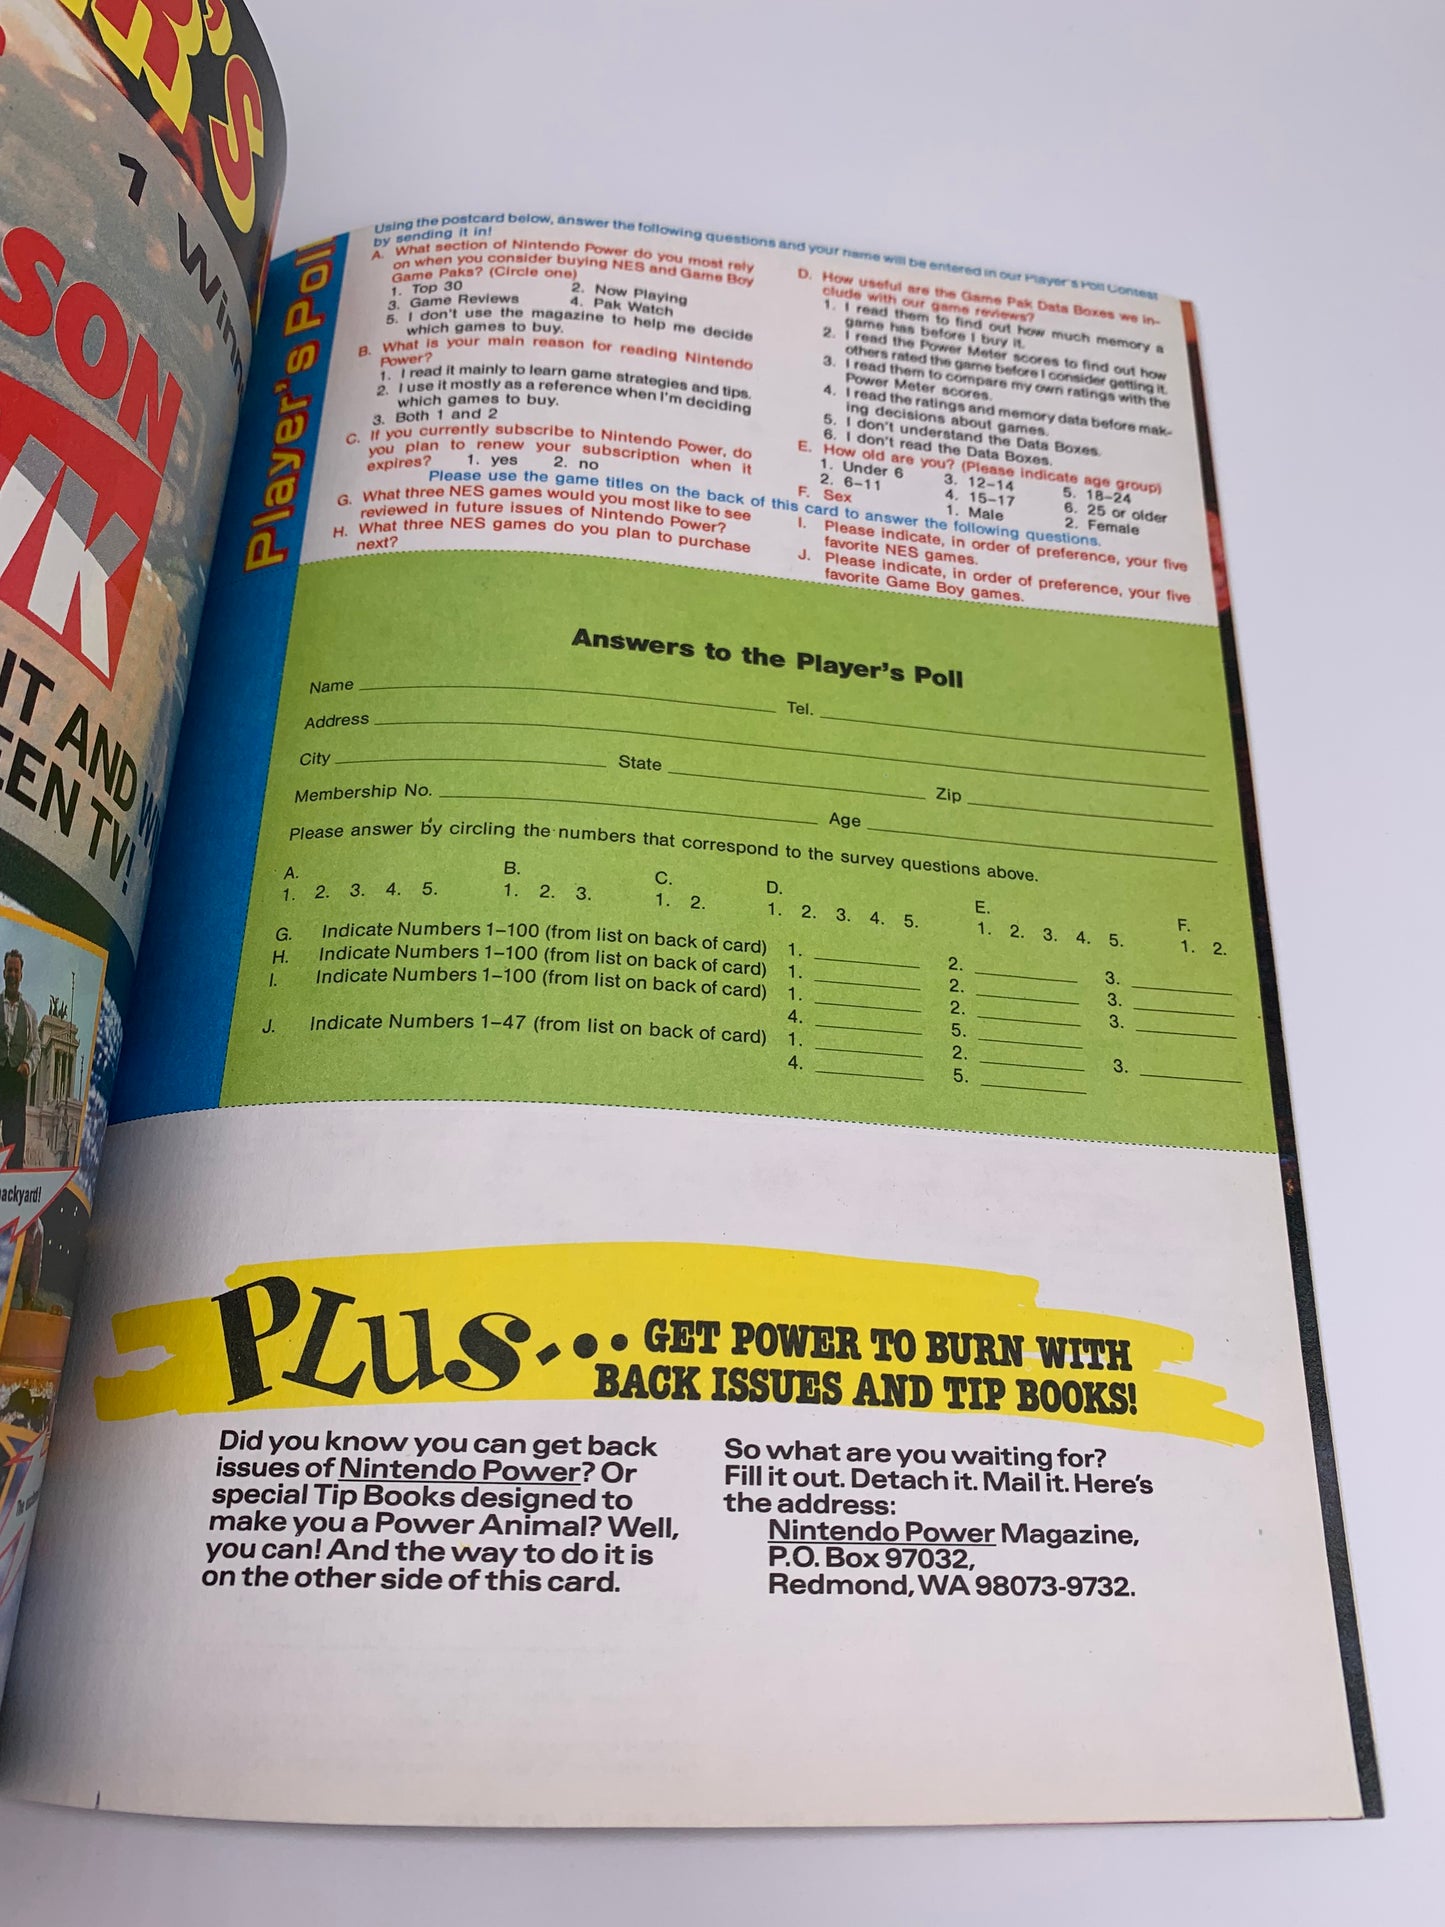 'S
1 Winn
SON
IT AND W
EEN TV!
ackyard!
Player's Poll
Using the postcard below, answer the following questions and your name will be entered in our Player's Poll Contest
by sending it in!
A. What section of Nintendo Power do you most rely
on when you consider buying NES and Game Boy
Game Paks? (Circle one)
1. Top 30 2. Now Playing
3. Game Reviews 4. Pak Watch
5. I don't use the magazine to help me decide
which games to buy.
B. What is your main reason for reading Nintendo
Power?
1. I read it mainly to learn game strategies and tips.
2. I use it mostly as a reference when I'm deciding
which games to buy.
3. Both 1 and 2
C. If you currently subscribe to Nintendo Power, do
you plan to renew your subscription when it
expires? 1. yes 2. no
D. How useful are the Game Pak Data Boxes we in-
clude with our game reviews?
1. I read them to find out how much memory a
game has before I buy it.
2. I read the Power Meter scores to find out how
others rated the game before I consider getting it.
3. I read them to compare my own ratings with the
Power Meter scores.
4. I read the ratings and memory data before mak-
ing decisions about games.
5. I don't understand the Data Boxes.
6. I don't read the Data Boxes.
E. How old are you? (Please indicate age group)
1. Under 6 3. 12-14 5. 18-24
2. 6-11 4. 15-17 6. 25 or older
F. Sex 1. Male 2. Female
Please use the game titles on the back of this card to answer the following questions.
G. What three NES games would you most like to see
reviewed in future issues of Nintendo Power?
H. What three NES games do you plan to purchase
next?
I. Please indicate, in order of preference, your five
favorite NES games.
J. Please indicate, in order of preference, your five
favorite Game Boy games.
Answers to the Player's Poll
Name Tel.
Address
City State Zip
Membership No. Age
Please answer by circling the numbers that correspond to the survey questions above.
A. B. C. D. E. F.
1. 2. 3. 4. 5. 1. 2. 3. 1. 2. 1. 2. 3. 4. 5. 1. 2. 3. 4. 5. 1. 2.
G. Indicate Numbers 1-100 (from list on back of card) 1. 2. 3.
H. Indicate Numbers 1-100 (from list on back of card) 1. 2. 3.
I. Indicate Numbers 1-100 (from list on back of card) 1. 2. 3.
4. 5.
J. Indicate Numbers 1-47 (from list on back of card) 1. 2. 3.
4. 5.
PLus-•• GET POWER TO BURN WITH
BACK ISSUES AND TIP BOOKS!
Did you know you can get back
issues of Nintendo Power? Or
special Tip Books designed to
make you a Power Animal? Well,
you can! And the way to do it is
on the other side of this card.
So what are you waiting for?
Fill it out. Detach it. Mail it. Here's
the address:
Nintendo Power Magazine,
P.O. Box 97032,
Redmond, WA 98073-9732.